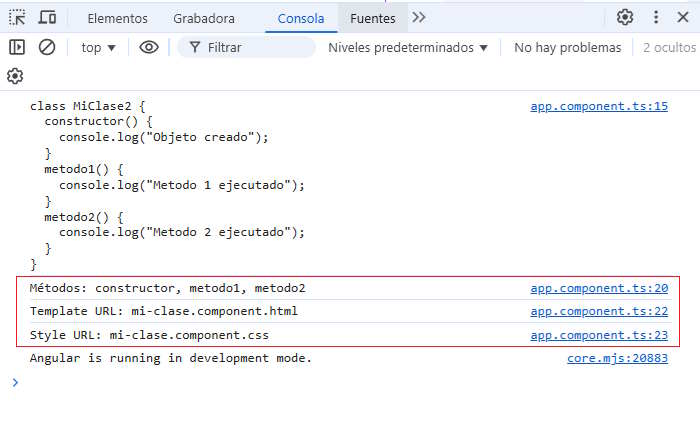 Elementos Grabadora Consola Fuentes
top Filtrar Niveles predeterminados No hay problemas 2 ocultos
class MiClase2 { app.component.ts:15
constructor() {
console.log("Objeto creado");
}
metodo1() {
console.log("Metodo 1 ejecutado");
}
metodo2() {
console.log("Metodo 2 ejecutado");
}
}
Métodos: constructor, metodo1, metodo2 app.component.ts:20
Template URL: mi-clase.component.html app.component.ts:22
Style URL: mi-clase.component.css app.component.ts:23
Angular is running in development mode. core.mjs:20883